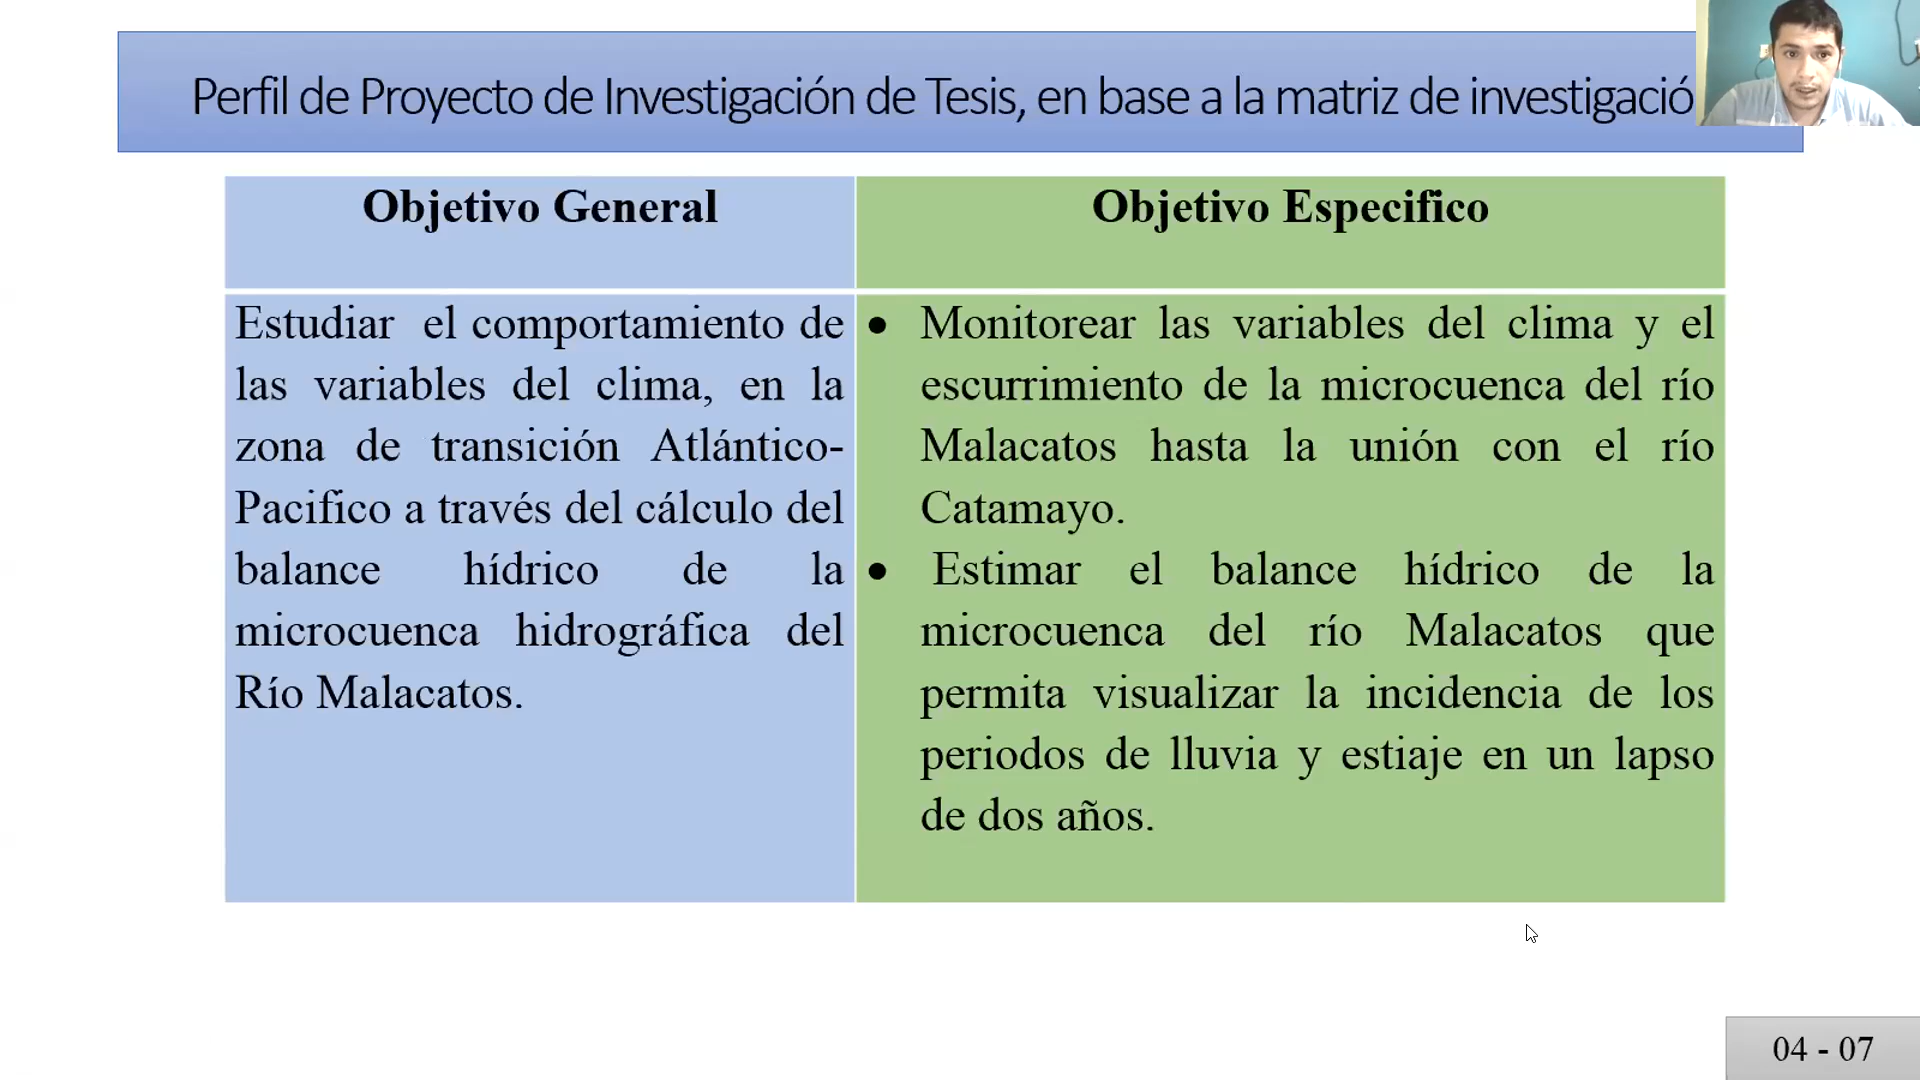 Perfil de Proyecto de Investigación de Tesis, en base a la matriz de investigació
Objetivo General
Objetivo Especifico
Estudiar el comportamiento de
las variables del clima, en la
zona de transición Atlántico-
Pacifico a través del cálculo del
balance hídrico de la
microcuenca hidrográfica del
Río Malacatos.
• Monitorear las variables del clima y el
escurrimiento de la microcuenca del río
Malacatos hasta la unión con el río
Catamayo.
• Estimar el balance hídrico de la
microcuenca del río Malacatos que
permita visualizar la incidencia de los
periodos de lluvia y estiaje en un lapso
de dos años.
04 - 07